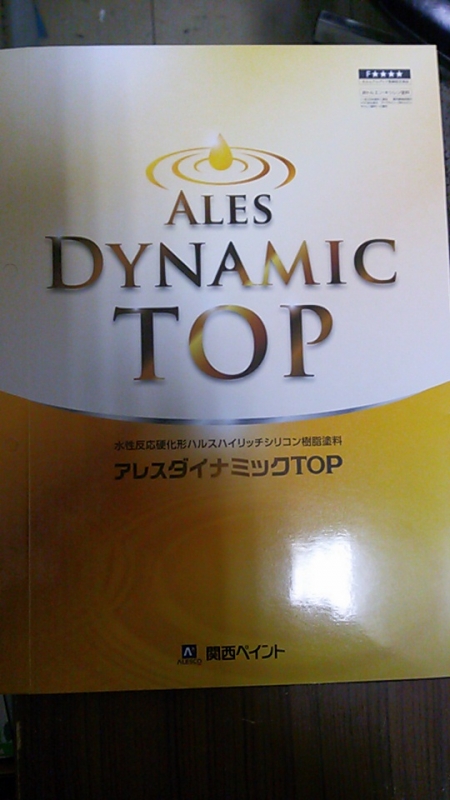 F★★★★
ALES
DYNAMIC
TOP
水性反応硬化形ハルスハイリッチシリコン樹脂塗料
アレスダイナミックTOP
ALESCO
関西ペイント